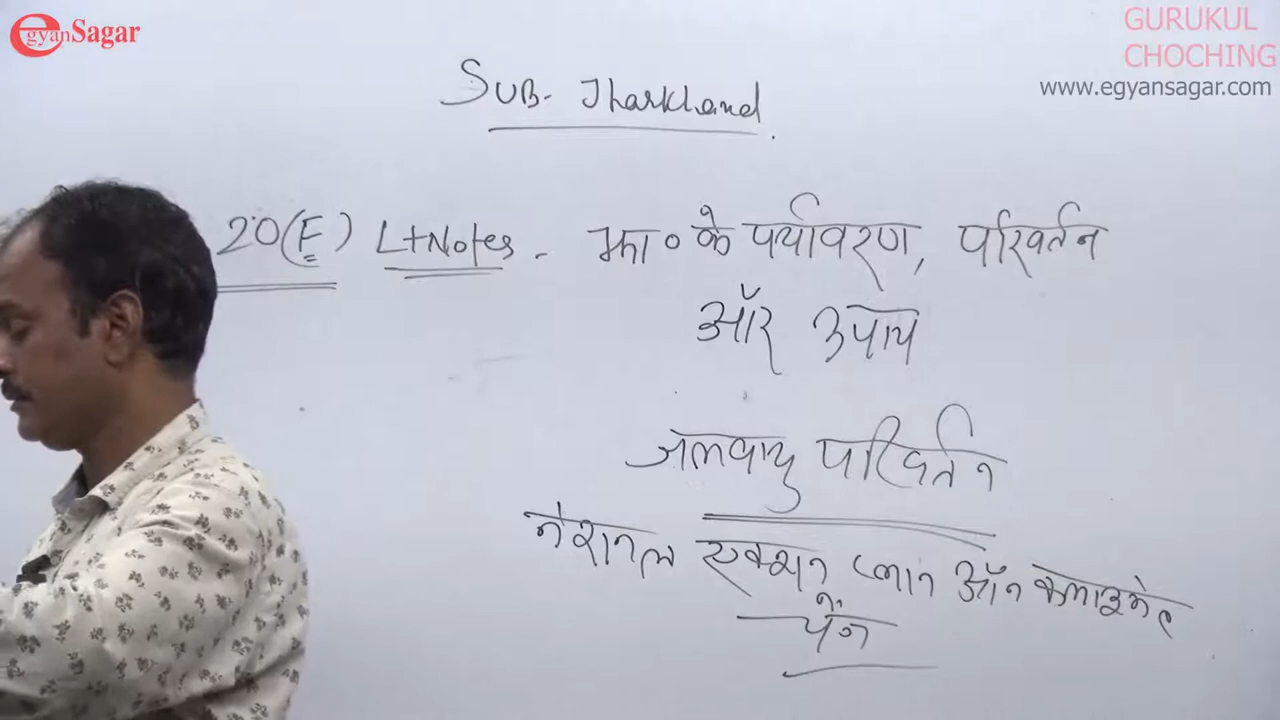 egyanSagar
GURUKUL
CHOCHING
www.egyansagar.com
SUB- Jharkhand.
20(E) L+Notes - झा० के पर्यावरण, परिवर्तन
और उपाय
जलवायु परिवर्तन
नेशनल एक्शन प्लान ऑन क्लाइमेट
चेंज